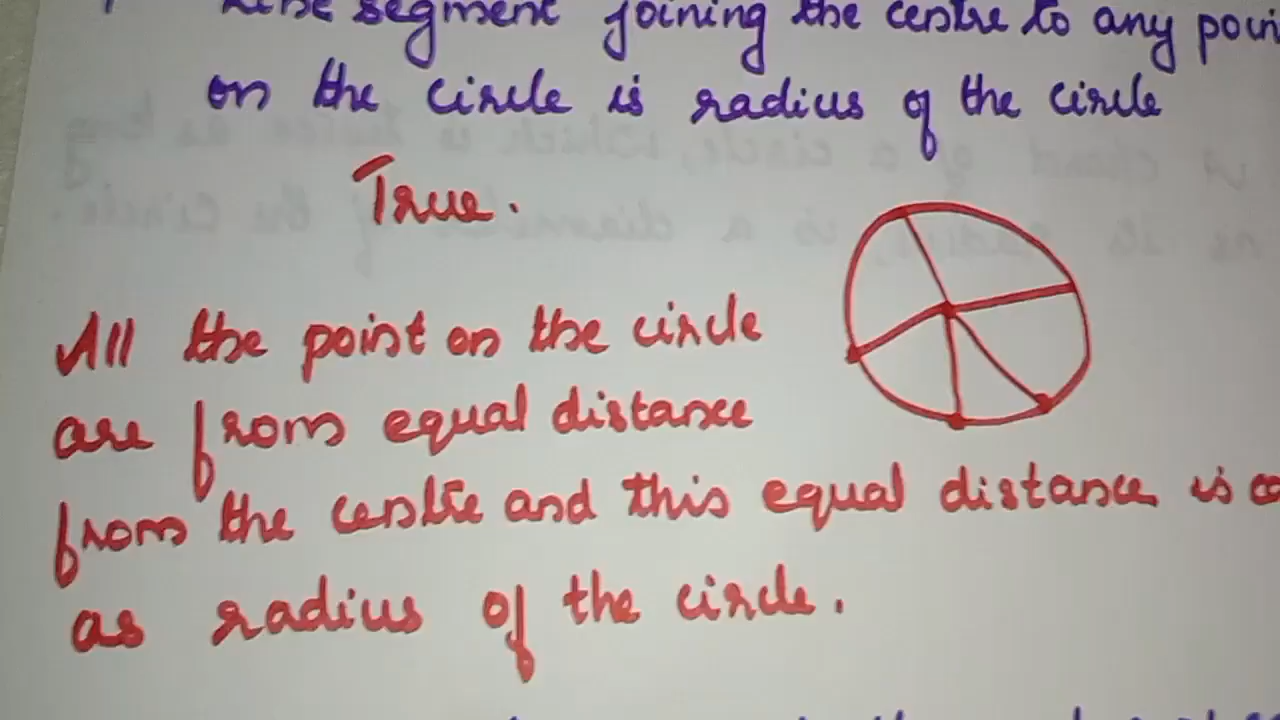 Line segment joining the centre to any poin
on the circle is radius of the circle
True.
All the point on the circle
are from equal distance
from the centre and this equal distance is
as radius of the circle.